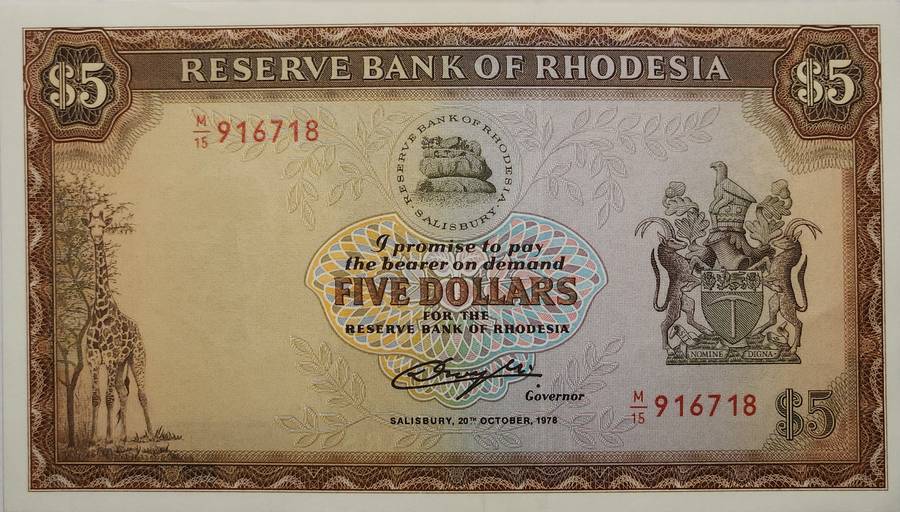 $5 RESERVE BANK OF RHODESIA $5
M/15 916718
RESERVE BANK OF RHODESIA
· SALISBURY ·
I promise to pay
the bearer on demand
FIVE DOLLARS
FOR THE
RESERVE BANK OF RHODESIA
Governor
SALISBURY, 20TH OCTOBER, 1978
NOMINE DIGNA
M/15 916718 $5